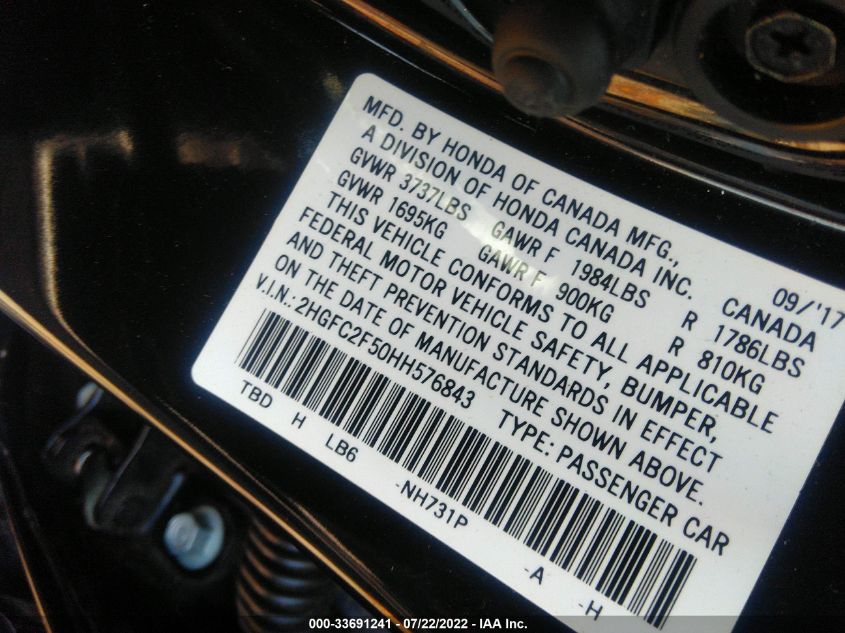 MFD. BY HONDA OF CANADA MFG., 09/'17
A DIVISION OF HONDA CANADA INC. CANADA
GVWR 3737LBS GAWR F 1984LBS R 1786LBS
GVWR 1695KG GAWR F 900KG R 810KG
THIS VEHICLE CONFORMS TO ALL APPLICABLE
FEDERAL MOTOR VEHICLE SAFETY, BUMPER,
AND THEFT PREVENTION STANDARDS IN EFFECT
ON THE DATE OF MANUFACTURE SHOWN ABOVE.
V.I.N.: 2HGFC2F50HH576843 TYPE: PASSENGER CAR
TBD H LB6 -NH731P -A -H
000-33691241 - 07/22/2022 - IAA Inc.